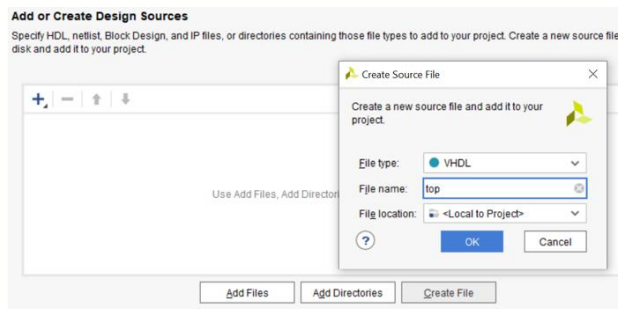 Add or Create Design Sources
Specify HDL, netlist, Block Design, and IP files, or directories containing those file types to add to your project. Create a new source file
disk and add it to your project.
Create Source File
Create a new source file and add it to your
project.
File type: VHDL
File name: top
File location: <Local to Project>
Use Add Files, Add Director
? OK Cancel
Add Files Add Directories Create File